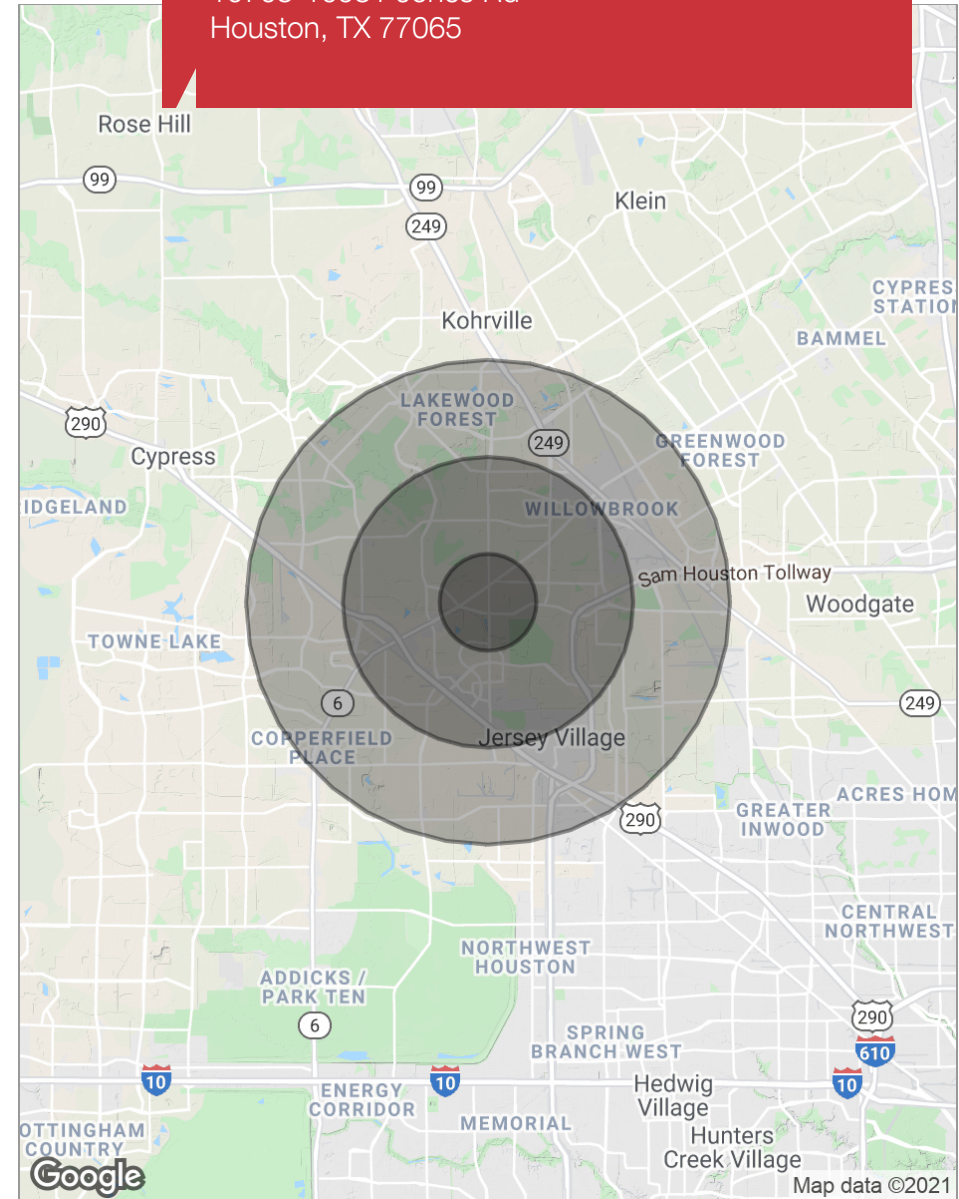 Houston, TX 77065
Rose Hill
99
99
Klein
249
CYPRES
STATION
Kohrville
BAMMEL
LAKEWOOD
FOREST
290
249
GREENWOOD
FOREST
Cypress
IDGELAND
WILLOWBROOK
Sam Houston Tollway
Woodgate
TOWNE LAKE
6
249
COPPERFIELD
PLACE
Jersey Village
ACRES HOM
290
GREATER
INWOOD
CENTRAL
NORTHWEST
NORTHWEST
HOUSTON
ADDICKS /
PARK TEN
6
290
SPRING
BRANCH WEST
610
10
10
10
ENERGY
CORRIDOR
Hedwig
Village
MEMORIAL
OTTINGHAM
COUNTRY
Hunters
Creek Village
Google
Map data ©2021